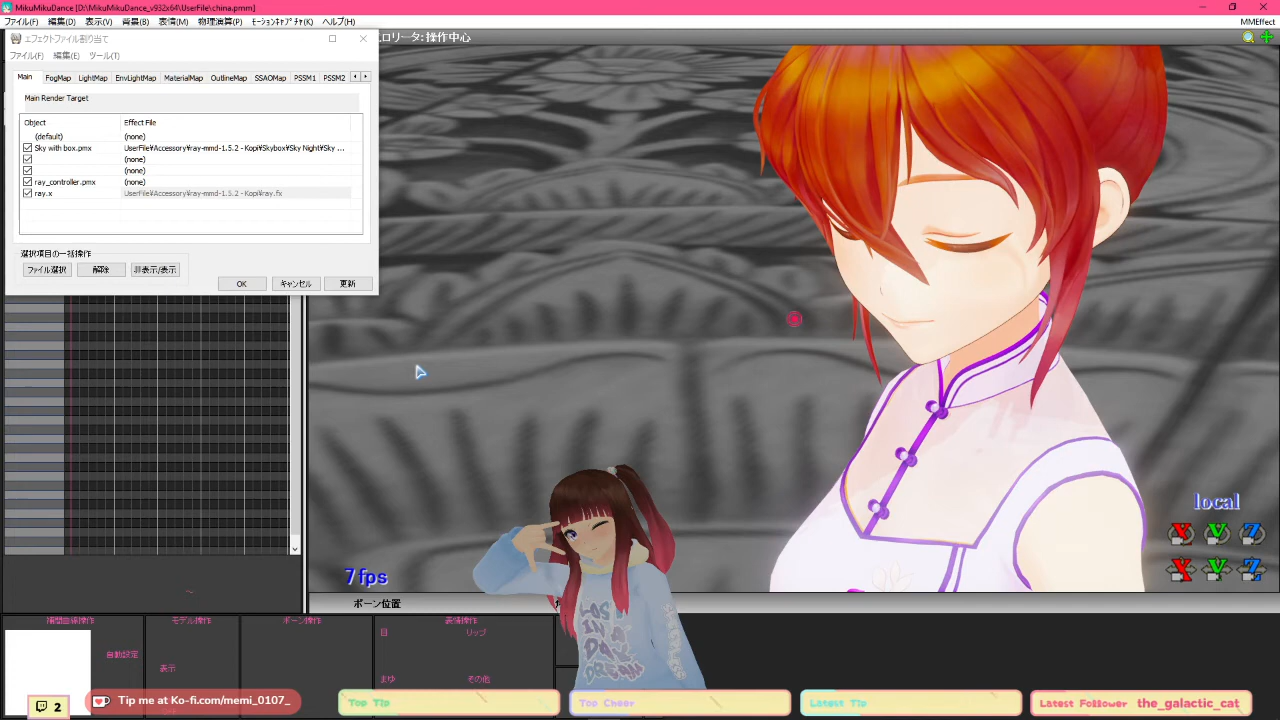 MikuMikuDance [D:\MikuMikuDance_v932x64\UserFile\china.pmm]
ファイル(F) 編集(D) 表示(V) 背景(B) 表情(M) 物理演算(P) モーションキャプチャ(K) ヘルプ(H)
MMEffect
エフェクトファイル割り当て
ファイル(F) 編集(E) ツール(T)
Main FogMap LightMap EnvLightMap MaterialMap OutlineMap SSAOMap PSSM1 PSSM2
Main Render Target
Object Effect File
(default) (none)
Sky with box.pmx UserFile¥Accessory¥ray-mmd-1.5.2 - Kopi¥Skybox¥Sky Night¥Sky ...
(none)
(none)
ray_controller.pmx (none)
ray.x UserFile¥Accessory¥ray-mmd-1.5.2 - Kopi¥ray.fx
選択項目の一括操作
ファイル選択 解除 非表示/表示
OK キャンセル 更新
ロリータ:操作中心
local
X Y Z
X Y Z
7 fps
ボーン位置
補間曲線操作 モデル操作 ボーン操作 表情操作
目 リップ
自動設定
表示
まゆ その他
LOS
IN DA
DA
DREAM
2
Tip me at Ko-fi.com/memi_0107_
Top Tip
Top Cheer
Latest Tip
Latest Follower the_galactic_cat